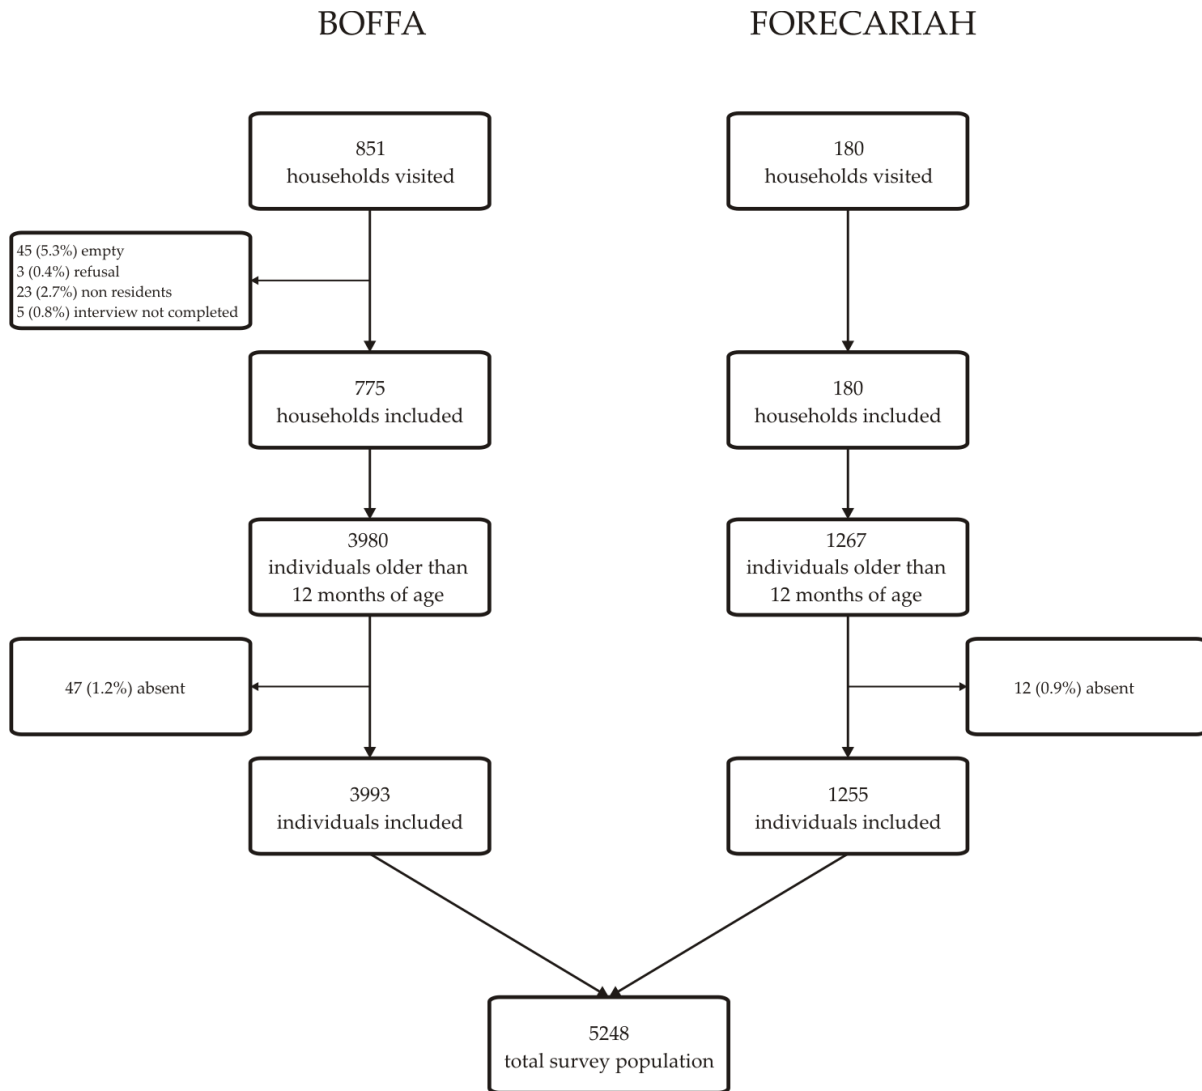 BOFFA
FORECARIAH
851
households visited
180
households visited
45 (5.3%) empty
3 (0.4%) refusal
23 (2.7%) non residents
5 (0.8%) interview not completed
775
households included
180
households included
3980
individuals older than
12 months of age
1267
individuals older than
12 months of age
47 (1.2%) absent
12 (0.9%) absent
3993
individuals included
1255
individuals included
5248
total survey population